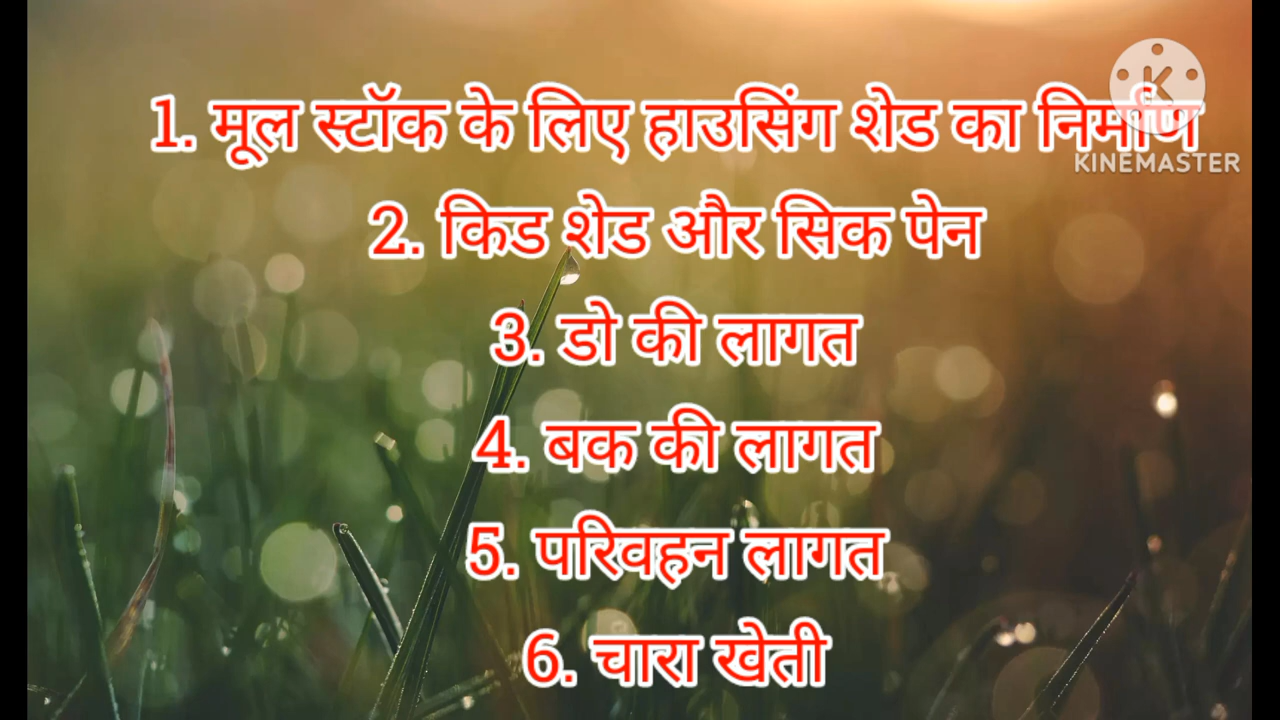 1. मूल स्टॉक के लिए हाउसिंग शेड का निर्माण
KINEMASTER
2. किड शेड और सिक पेन
3. डो की लागत
4. बक की लागत
5. परिवहन लागत
6. चारा खेती